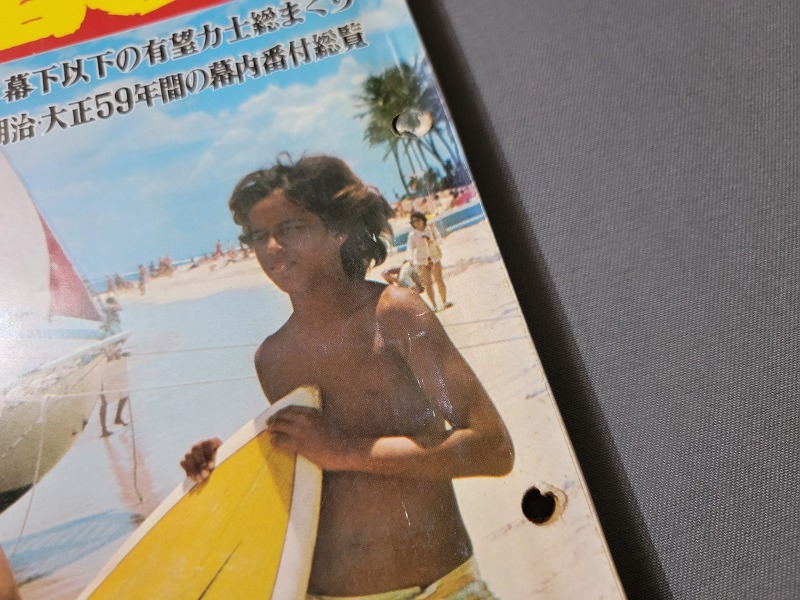 幕下以下の有望力士総まくり
明治・大正59年間の幕内番付総覧